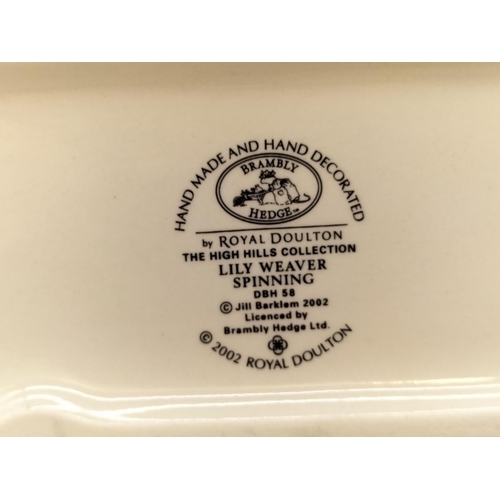 HAND MADE AND HAND DECORATED
BRAMBLY
HEDGE™
by ROYAL DOULTON
THE HIGH HILLS COLLECTION
LILY WEAVER
SPINNING
DBH 58
© Jill Barklem 2002
Licenced by
Brambly Hedge Ltd.
© 2002 ROYAL DOULTON